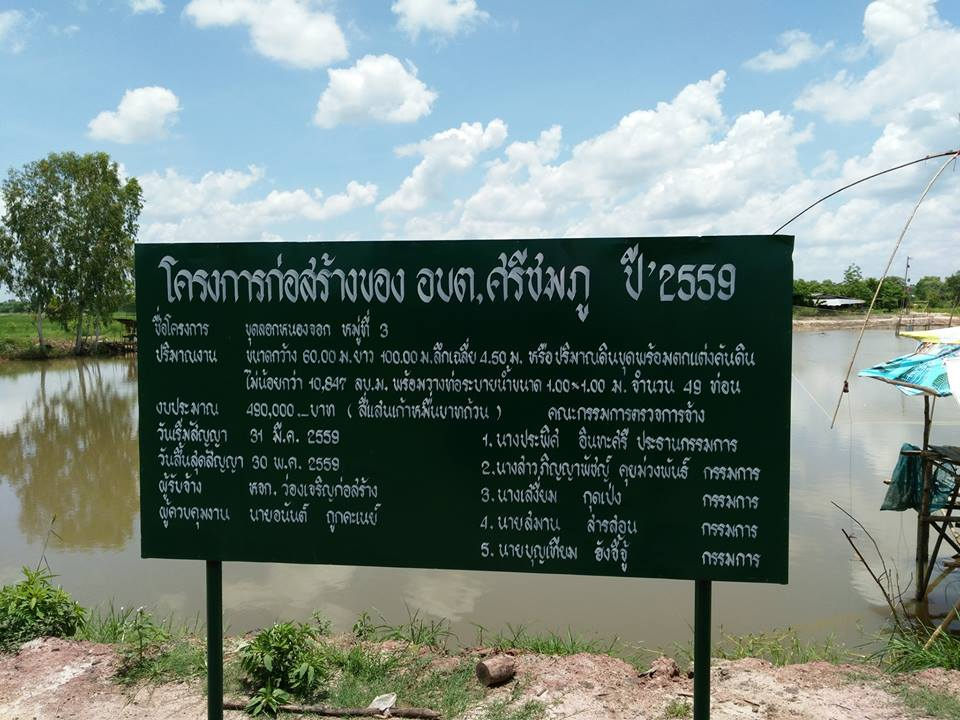 โครงการก่อสร้างของ อบต.ศรีชมภู ปี'2559
ชื่อโครงการ ขุดลอกหนองจอก หมู่ที่ 3
ปริมาณงาน ขนาดกว้าง 60.00 ม.ยาว 100.00 ม.ลึกเฉลี่ย 4.50 ม. หรือปริมาณดินขุดพร้อมตกแต่งคันดิน
ไม่น้อยกว่า 10,847 ลบ.ม. พร้อมวางท่อระบายน้ำขนาด 1.00×1.00 ม. จำนวน 49 ท่อน
งบประมาณ 490,000.-บาท ( สี่แสนเก้าหมื่นบาทถ้วน ) คณะกรรมการตรวจการจ้าง
วันเริ่มสัญญา 31 มี.ค. 2559
วันสิ้นสุดสัญญา 30 พ.ค. 2559
ผู้รับจ้าง หจก. ว่องเจริญก่อสร้าง
ผู้ควบคุมงาน นายอนันต์ ถูกคะเนย์
1. นางประพิศ อินทะศรี ประธานกรรมการ
2. นางสาวภิญญาพัชญ์ คุยม่วงพันธ์ กรรมการ
3. นางเสงี่ยม กุดเป่ง กรรมการ
4. นายสมาน สารสอน กรรมการ
5. นายบุญเทียม ฮังจี้จู้ กรรมการ